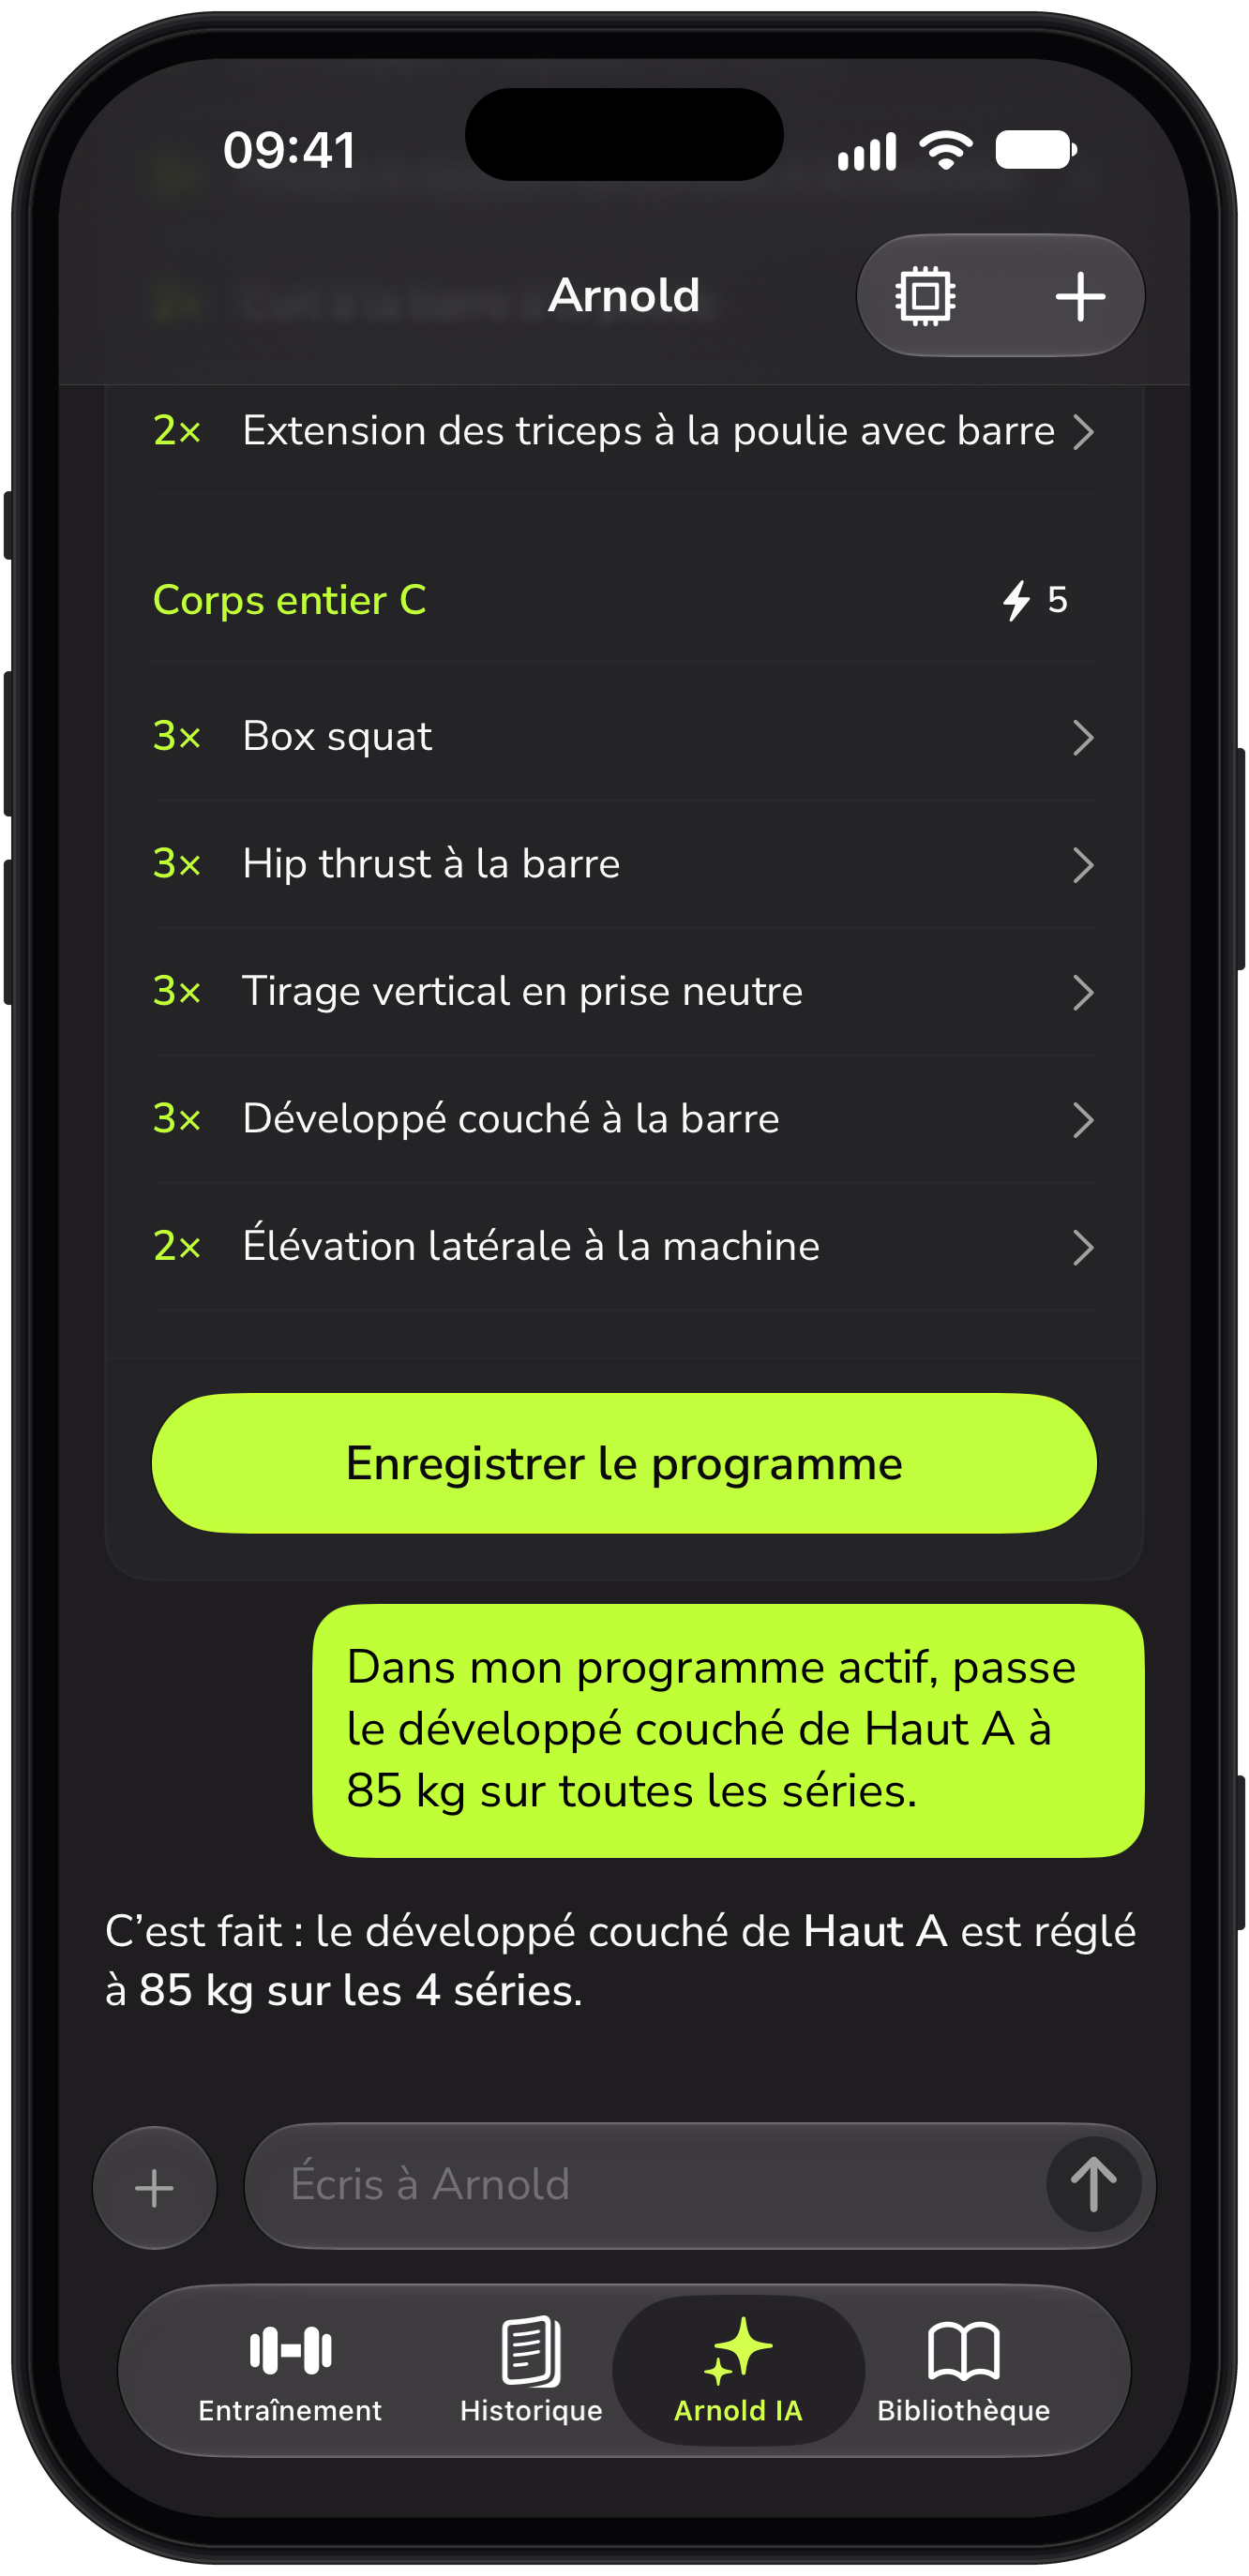 09:41
Arnold
2× Extension des triceps à la poulie avec barre
Corps entier C 5
3× Box squat
3× Hip thrust à la barre
3× Tirage vertical en prise neutre
3× Développé couché à la barre
2× Élévation latérale à la machine
Enregistrer le programme
Dans mon programme actif, passe
le développé couché de Haut A à
85 kg sur toutes les séries.
C’est fait : le développé couché de Haut A est réglé
à 85 kg sur les 4 séries.
Écris à Arnold
Entraînement Historique Arnold IA Bibliothèque